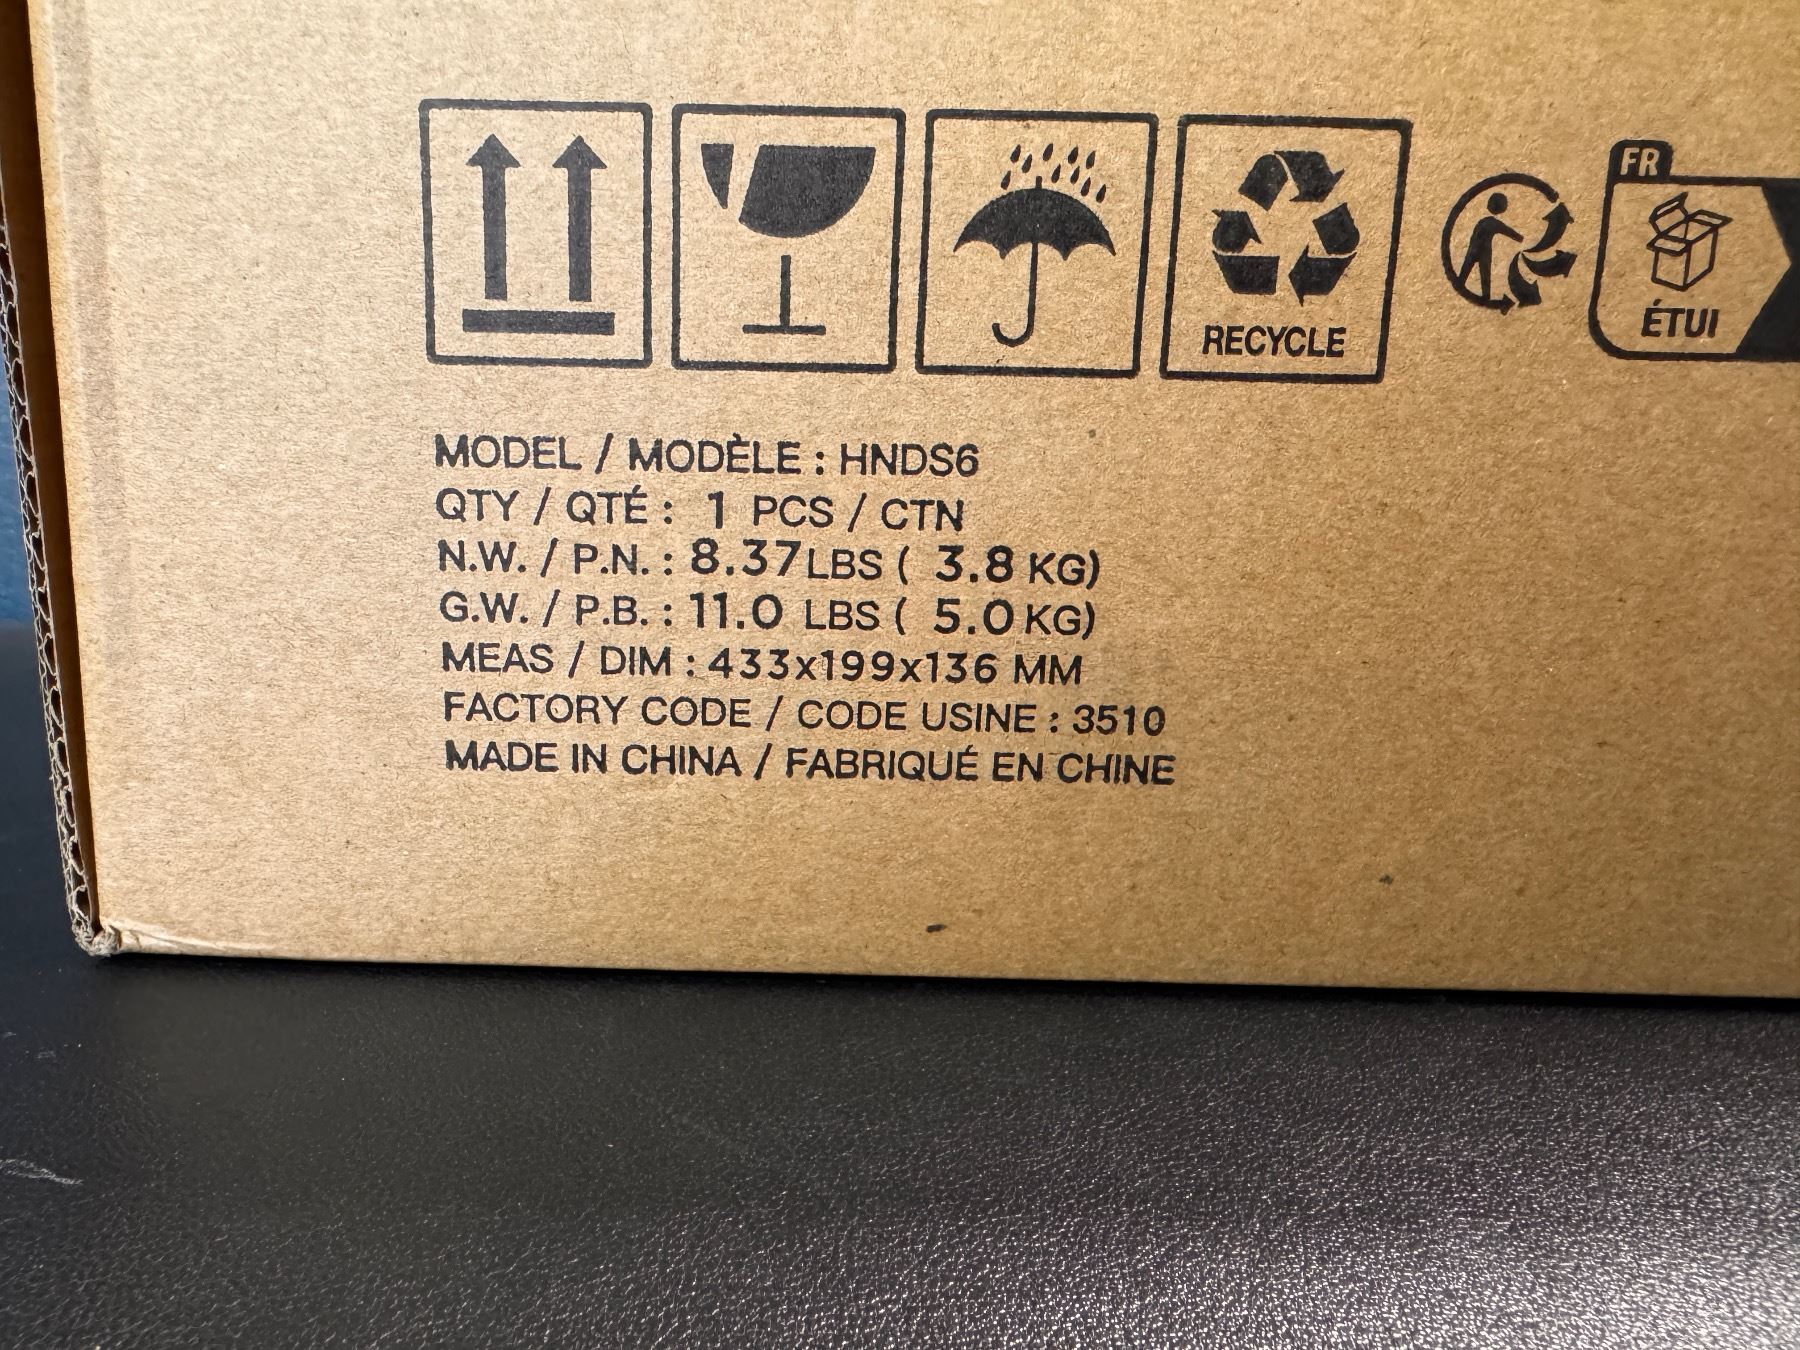 FR
ÉTUI
RECYCLE
MODEL / MODÈLE : HNDS6
QTY / QTÉ : 1 PCS / CTN
N.W. / P.N. : 8.37LBS ( 3.8 KG)
G.W. / P.B. : 11.0 LBS ( 5.0 KG)
MEAS / DIM : 433x199x136 MM
FACTORY CODE / CODE USINE : 3510
MADE IN CHINA / FABRIQUÉ EN CHINE